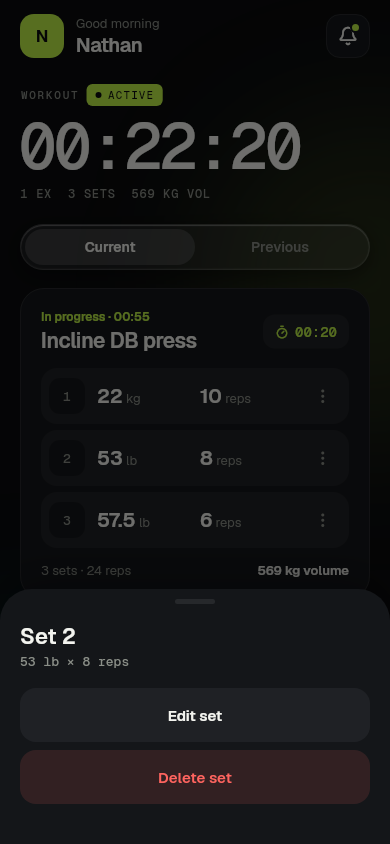 N
Good morning
Nathan
WORKOUT ACTIVE
00:22:20
1 EX 3 SETS 569 KG VOL
Current Previous
In progress · 00:55
Incline DB press
00:20
1 22 kg 10 reps
2 53 lb 8 reps
3 57.5 lb 6 reps
3 sets · 24 reps 569 kg volume
Set 2
53 lb × 8 reps
Edit set
Delete set